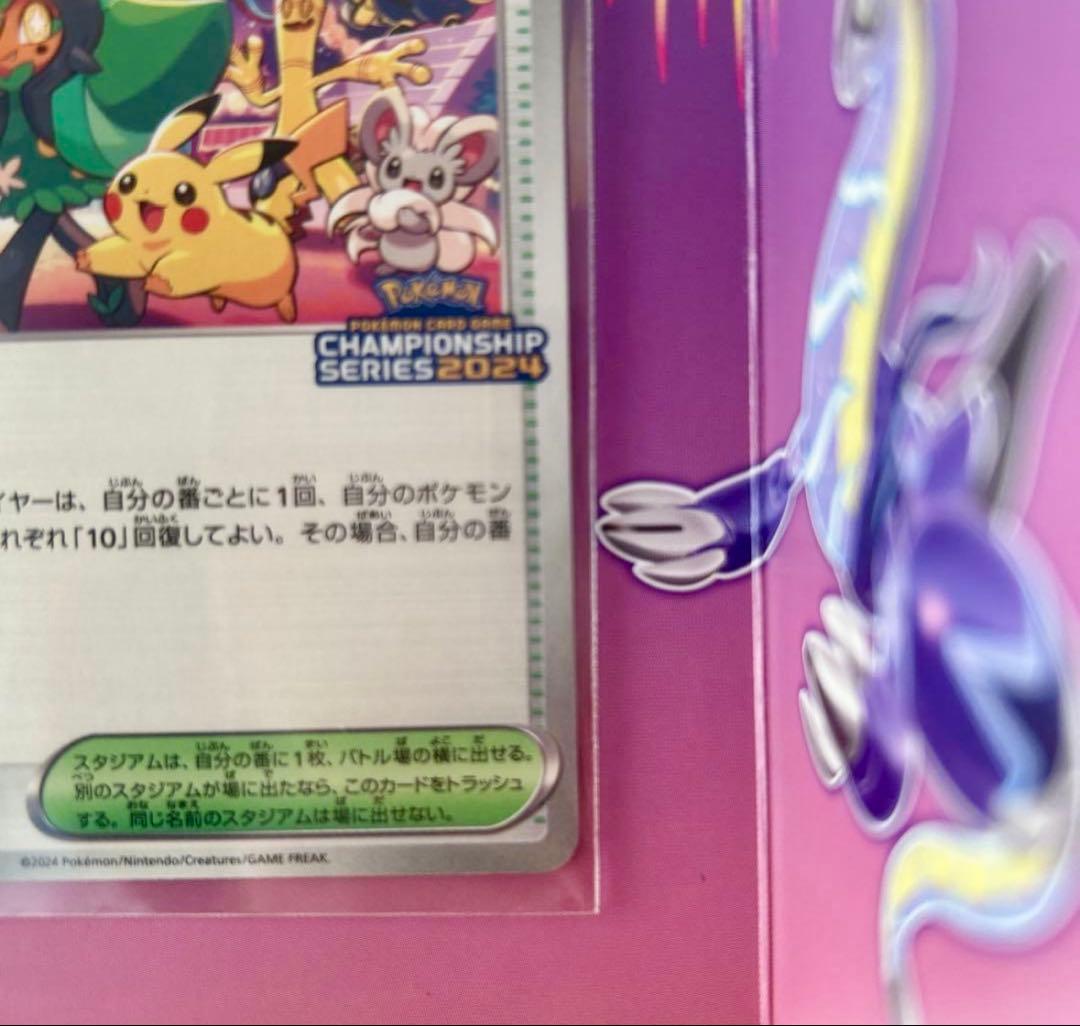 Pokémon
POKÉMON CARD GAME
CHAMPIONSHIP
SERIES 2024
イヤーは、自分の番ごとに1回、自分のポケモン
れぞれ「10」回復してよい。その場合、自分の番
スタジアムは、自分の番に1枚、バトル場の横に出せる。
別のスタジアムが場に出たなら、このカードをトラッシュ
する。同じ名前のスタジアムは場に出せない。
©2024 Pokémon/Nintendo/Creatures/GAME FREAK.